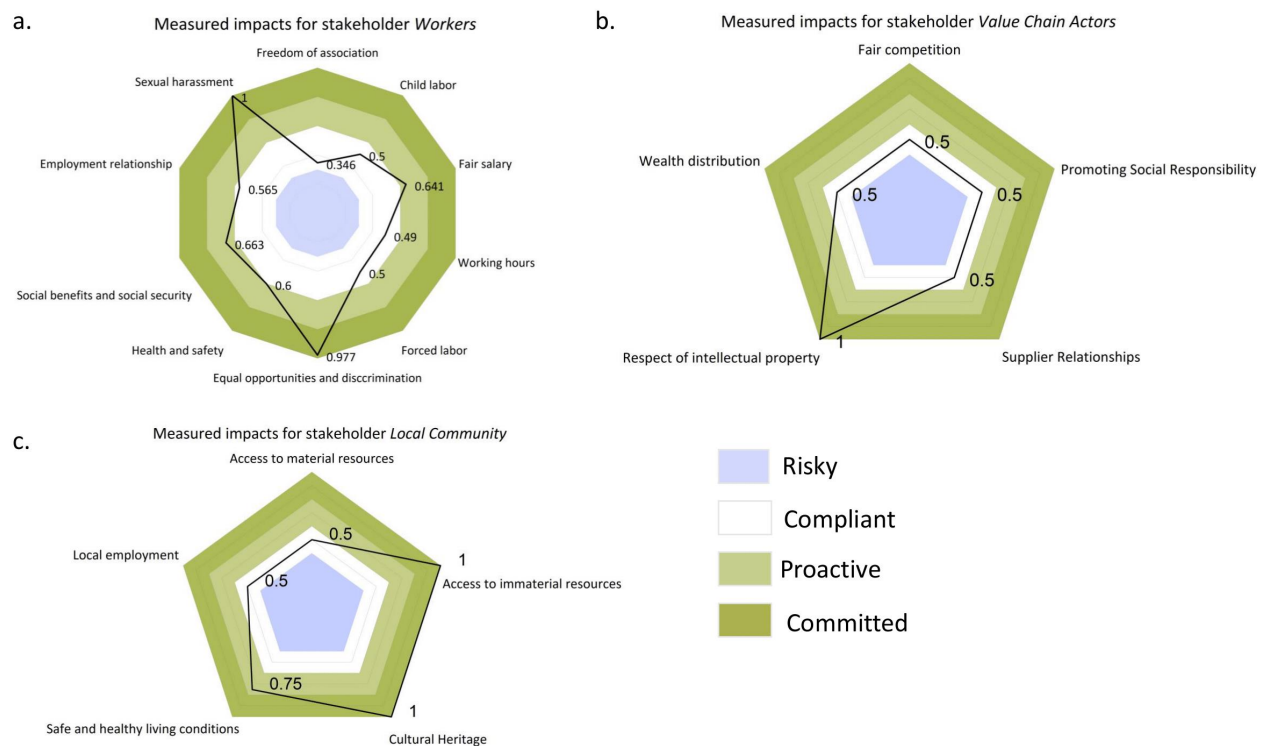 a.
Measured impacts for stakeholder Workers
Freedom of association
Sexual harassment
Child labor
1
0.346
0.5
Employment relationship
Fair salary
0.565
0.641
0.663
0.49
Working hours
Social benefits and social security
0.6
0.5
Health and safety
Forced labor
0.977
Equal opportunities and disccrimination
b.
Measured impacts for stakeholder Value Chain Actors
Fair competition
0.5
Wealth distribution
Promoting Social Responsibility
0.5
0.5
0.5
1
Respect of intellectual property
Supplier Relationships
c.
Measured impacts for stakeholder Local Community
Access to material resources
0.5
Local employment
1
0.5
Access to immaterial resources
0.75
1
Safe and healthy living conditions
Cultural Heritage
Risky
Compliant
Proactive
Committed